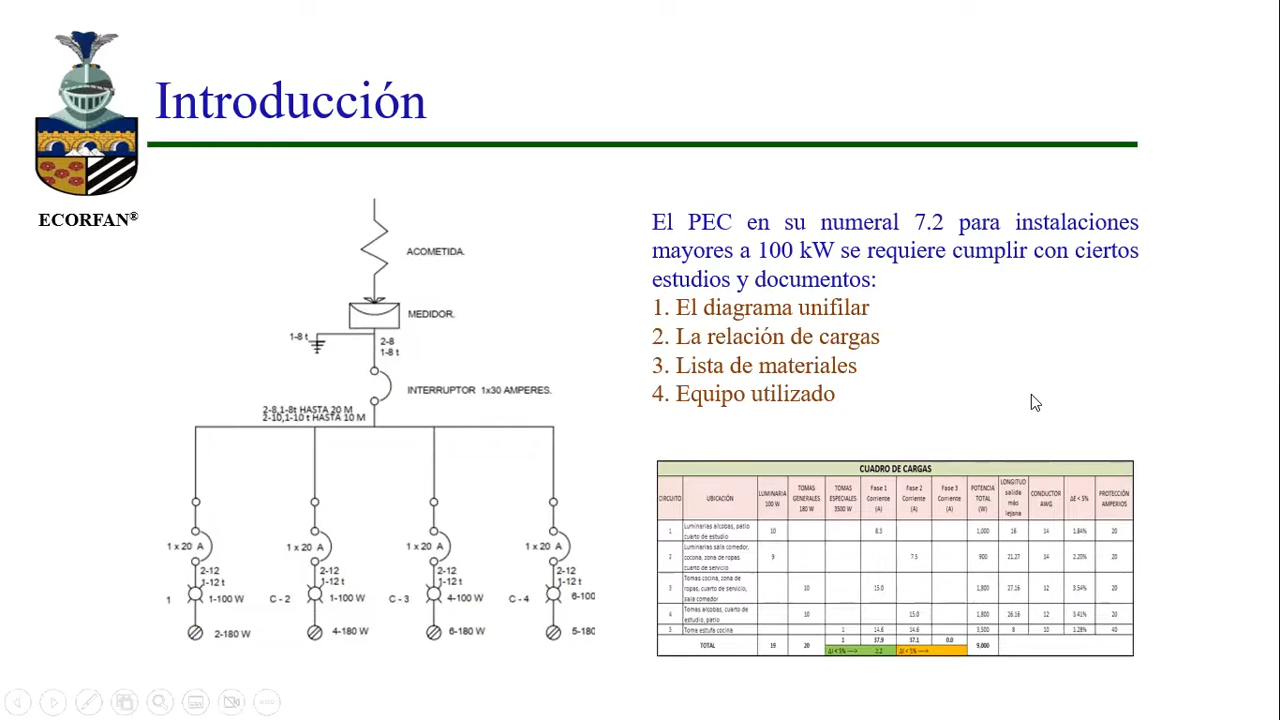 Introducción
ECORFAN®
El PEC en su numeral 7.2 para instalaciones
mayores a 100 kW se requiere cumplir con ciertos
estudios y documentos:
1. El diagrama unifilar
2. La relación de cargas
3. Lista de materiales
4. Equipo utilizado
ACOMETIDA.
MEDIDOR.
1-8 t
2-8
1-8 t
INTERRUPTOR 1x30 AMPERES.
2-8,1-8t HASTA 20 M
2-10,1-10 t HASTA 10 M
1 x 20 A
1 x 20 A
1 x 20 A
1 x 20 A
2-12
2-12
2-12
2-12
1-12 t
1-12 t
1-12 t
1-12 t
1
1-100 W
C - 2
1-100 W
C - 3
4-100 W
C - 4
6-100
2-180 W
4-180 W
6-180 W
5-180
CUADRO DE CARGAS
CIRCUITO
UBICACIÓN
LUMINARIA
100 W
TOMAS
GENERALES
180 W
TOMAS
ESPECIALES
3500 W
Fase 1
Corriente
(A)
Fase 2
Corriente
(A)
Fase 3
Corriente
(A)
POTENCIA
TOTAL
(W)
LONGITUD
salida
más
lejana
CONDUCTOR
AWG
ΔE < 5%
PROTECCIÓN
AMPERIOS
1
Luminarias alcobas, patio
cuarto de estudio
10
8.3
1,000
16
14
1.84%
20
2
Luminarias sala comedor,
cocona, zona de ropas
cuarto de servicio
9
7.5
900
21.27
14
2.20%
20
3
Tomas cocina, zona de
ropas, cuarto de servicio,
sala comedor
10
15.0
1,800
27.16
12
3.54%
20
4
Tomas alcobas, cuarto de
estudio, patio
10
15.0
1,800
26.16
12
3.41%
20
5
Toma estufa cocina
1
14.6
14.6
3,500
8
10
1.28%
40
TOTAL
19
20
1
37.9
37.1
0.0
9,000
ΔI < 5% —>
2.2
ΔI < 5% —>